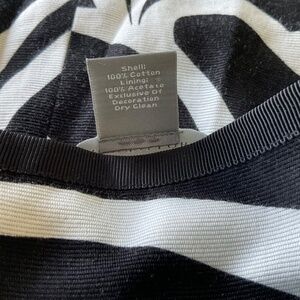 Shell:
100% Cotton
Lining:
100% Acetate
Exclusive Of
Decoration
Dry Clean